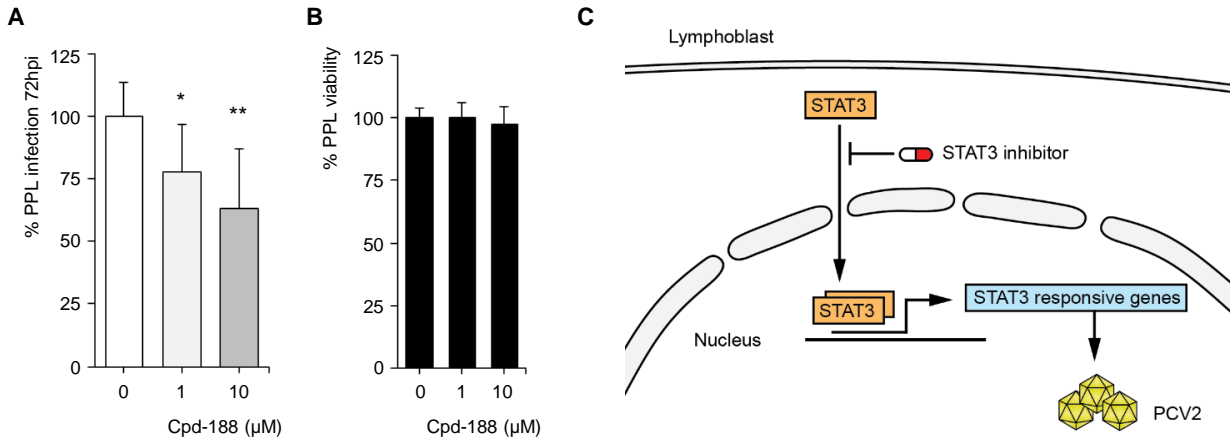 A
% PPL infection 72hpi
125
100
75
50
25
0
*
**
0
1
10
Cpd-188 (µM)
B
% PPL viability
125
100
75
50
25
0
0
1
10
Cpd-188 (µM)
C
Lymphoblast
STAT3
STAT3 inhibitor
STAT3
STAT3 responsive genes
Nucleus
PCV2